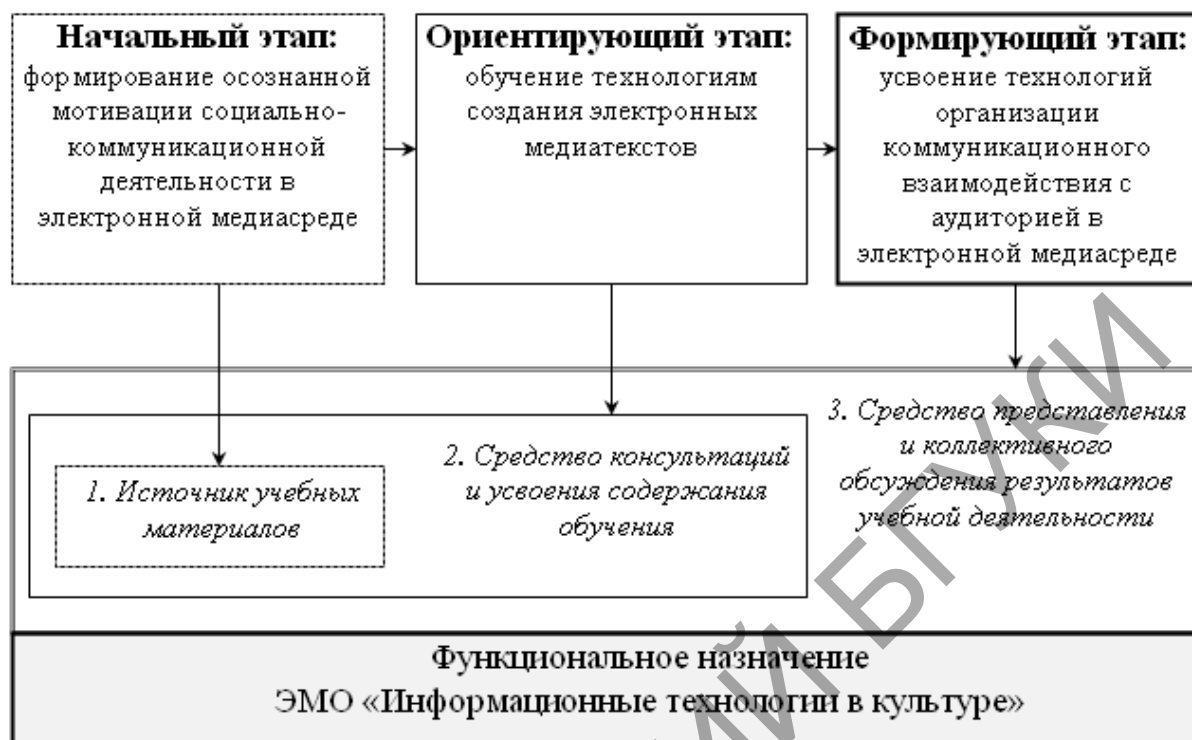 Начальный этап:
формирование осознанной
мотивации социально-
коммуникационной
деятельности в
электронной медиасреде
Ориентирующий этап:
обучение технологиям
создания электронных
медиатекстов
Формирующий этап:
усвоение технологий
организации
коммуникационного
взаимодействия с
аудиторией в
электронной медиасреде
1. Источник учебных
материалов
2. Средство консультаций
и усвоения содержания
обучения
3. Средство представления
и коллективного
обсуждения результатов
учебной деятельности
Функциональное назначение
ЭМО «Информационные технологии в культуре»
БГУКИ